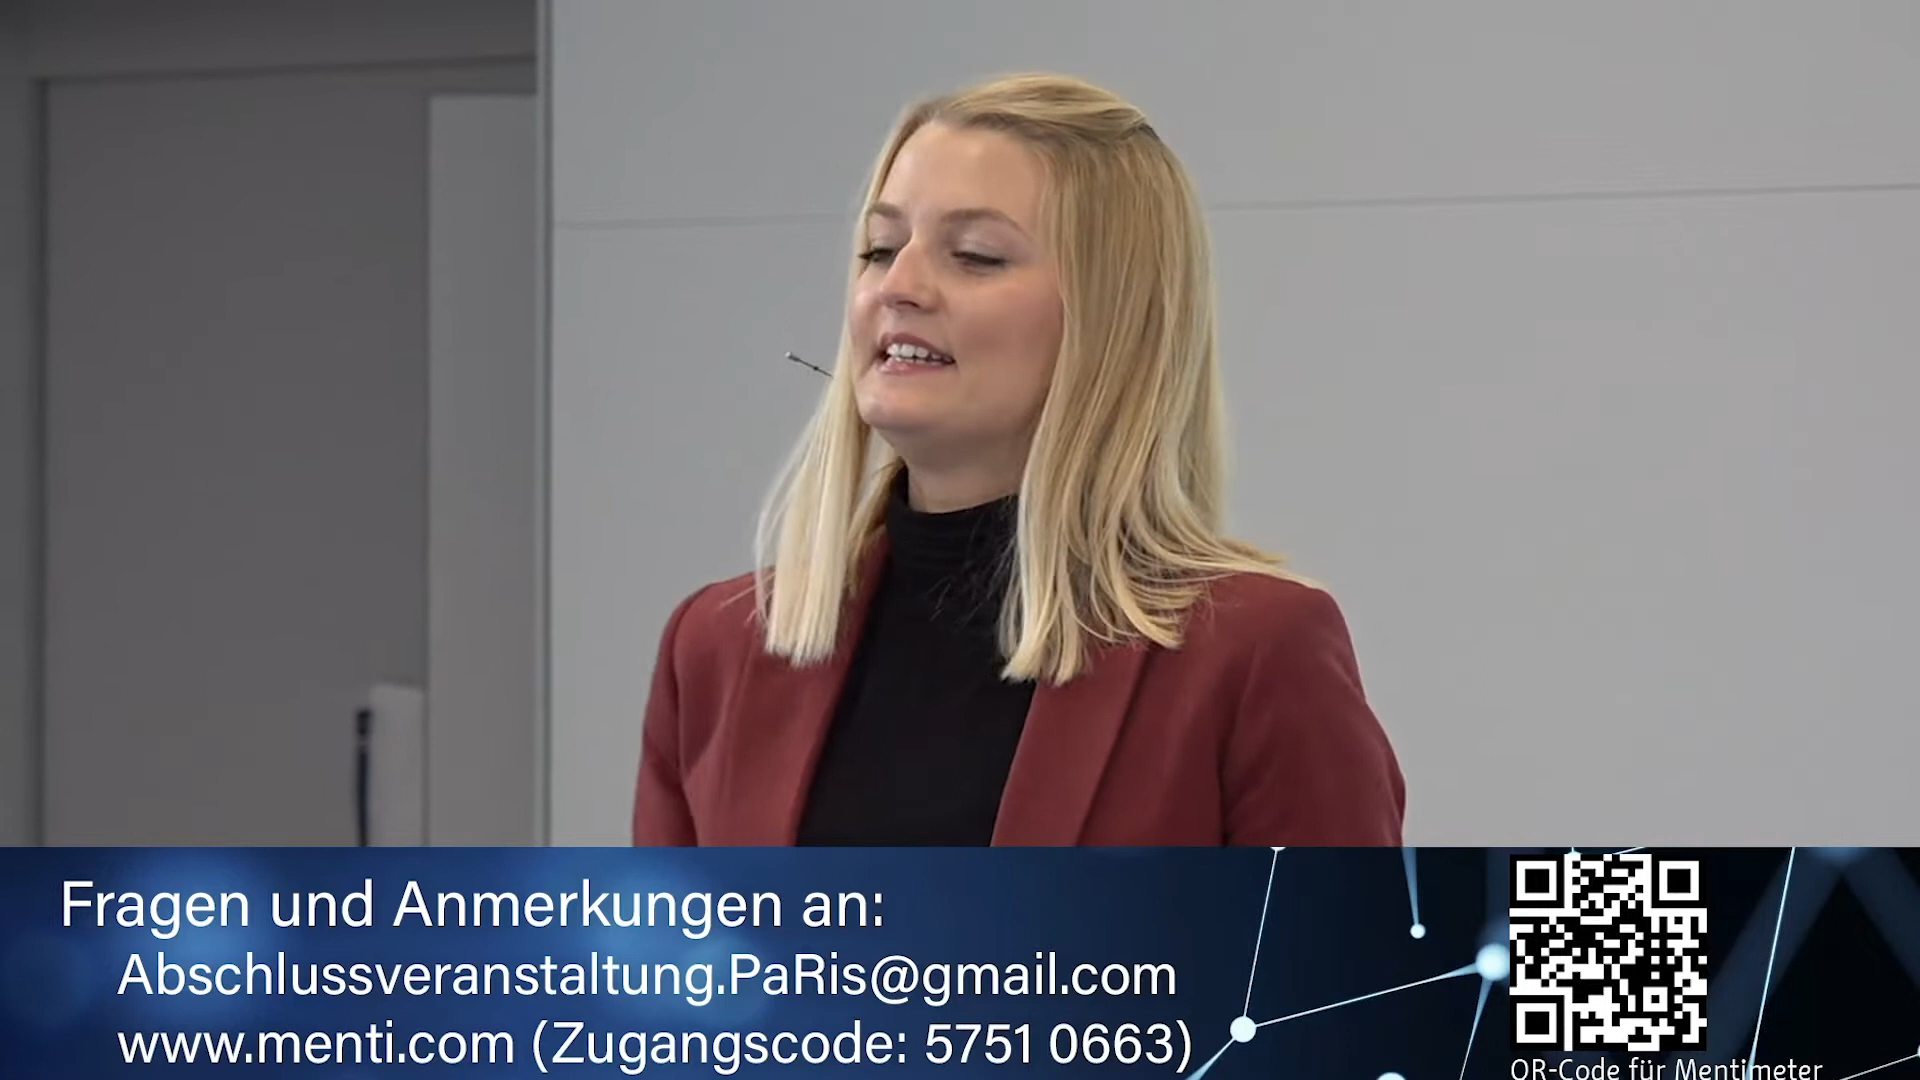 Fragen und Anmerkungen an:
Abschlussveranstaltung.PaRis@gmail.com
www.menti.com (Zugangscode: 5751 0663)
QR-Code für Mentimeter